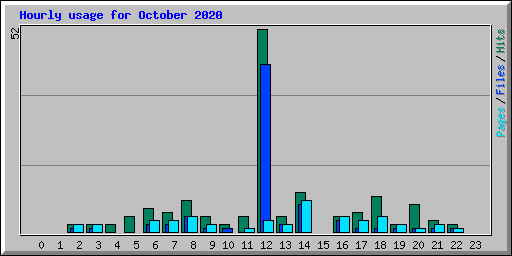 Hourly usage for October 2020
52
Pages/Files/Hits
0 1 2 3 4 5 6 7 8 9 10 11 12 13 14 15 16 17 18 19 20 21 22 23